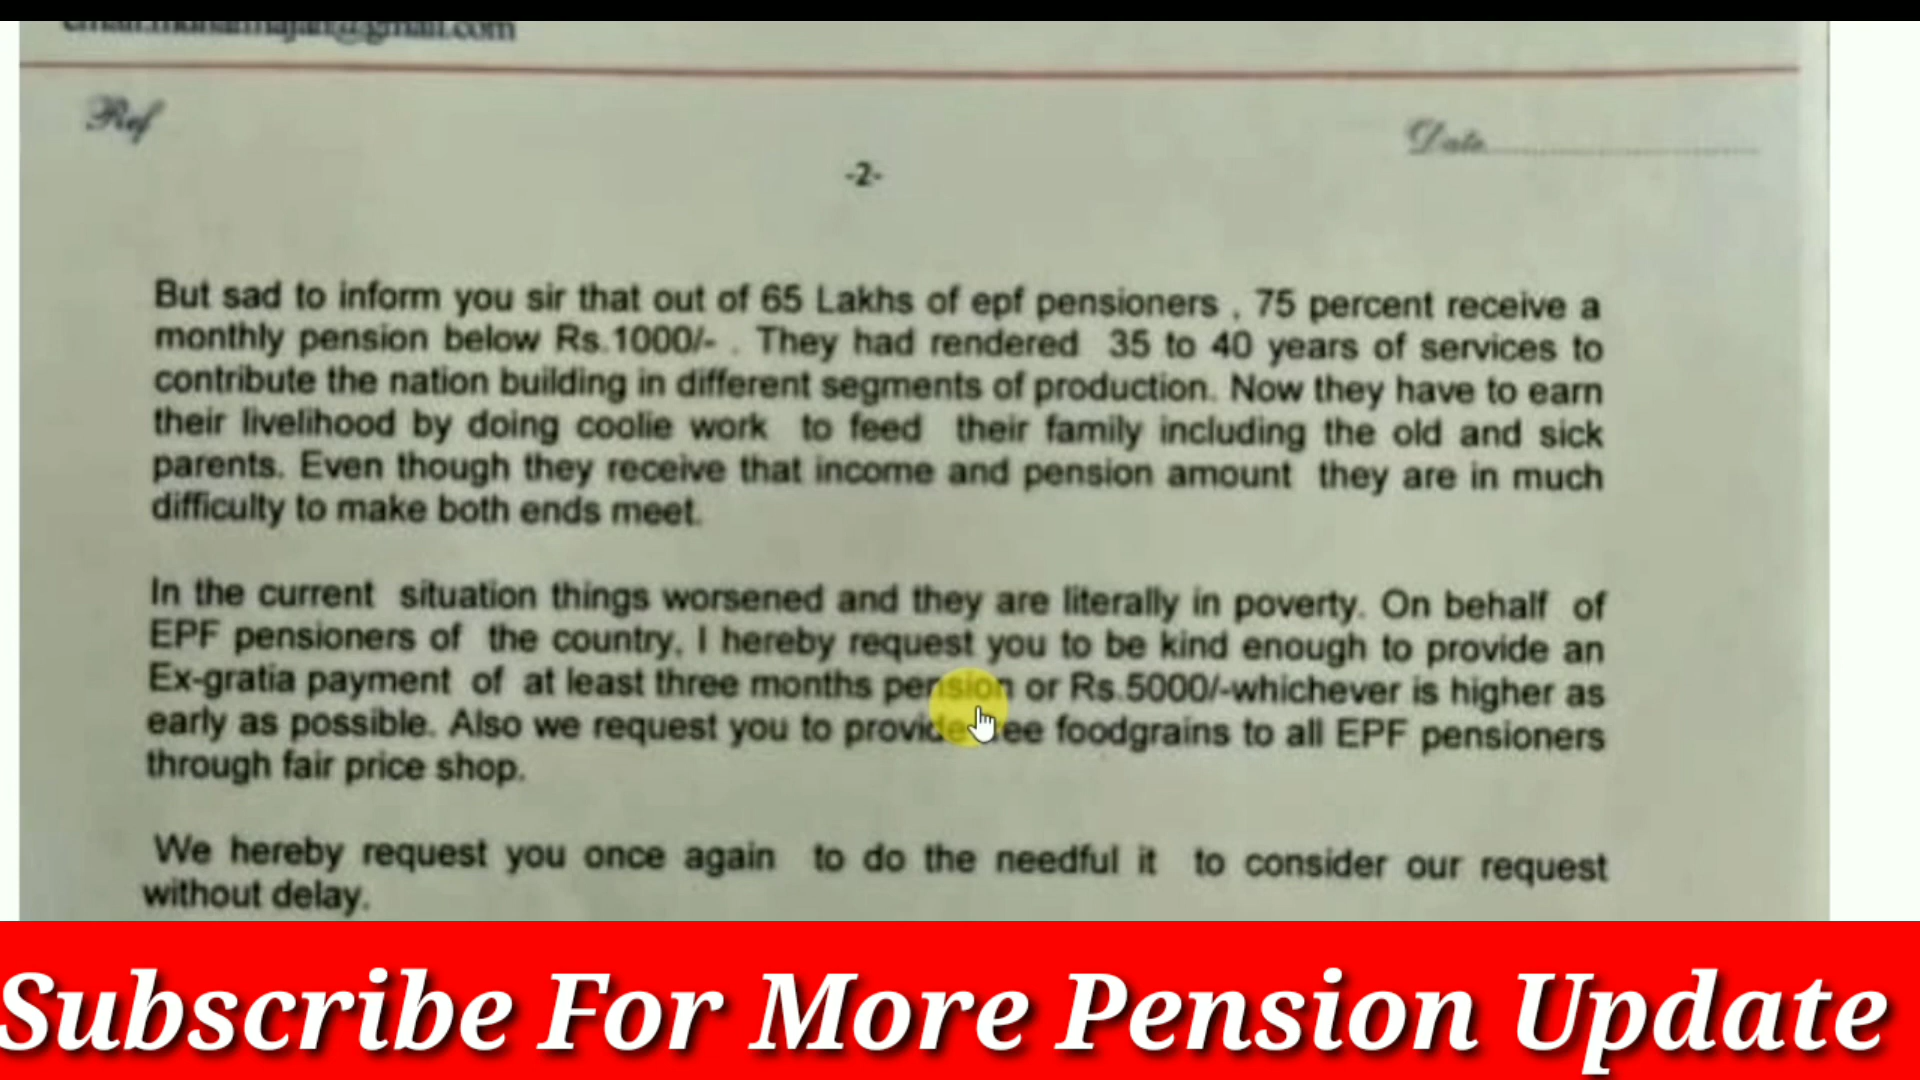 Ref
Date
-2-
But sad to inform you sir that out of 65 Lakhs of epf pensioners , 75 percent receive a
monthly pension below Rs.1000/- . They had rendered 35 to 40 years of services to
contribute the nation building in different segments of production. Now they have to earn
their livelihood by doing coolie work to feed their family including the old and sick
parents. Even though they receive that income and pension amount they are in much
difficulty to make both ends meet.
In the current situation things worsened and they are literally in poverty. On behalf of
EPF pensioners of the country, I hereby request you to be kind enough to provide an
Ex-gratia payment of at least three months pension or Rs.5000/-whichever is higher as
early as possible. Also we request you to provide foodgrains to all EPF pensioners
through fair price shop.
We hereby request you once again to do the needful it to consider our request
without delay.
Subscribe For More Pension Update